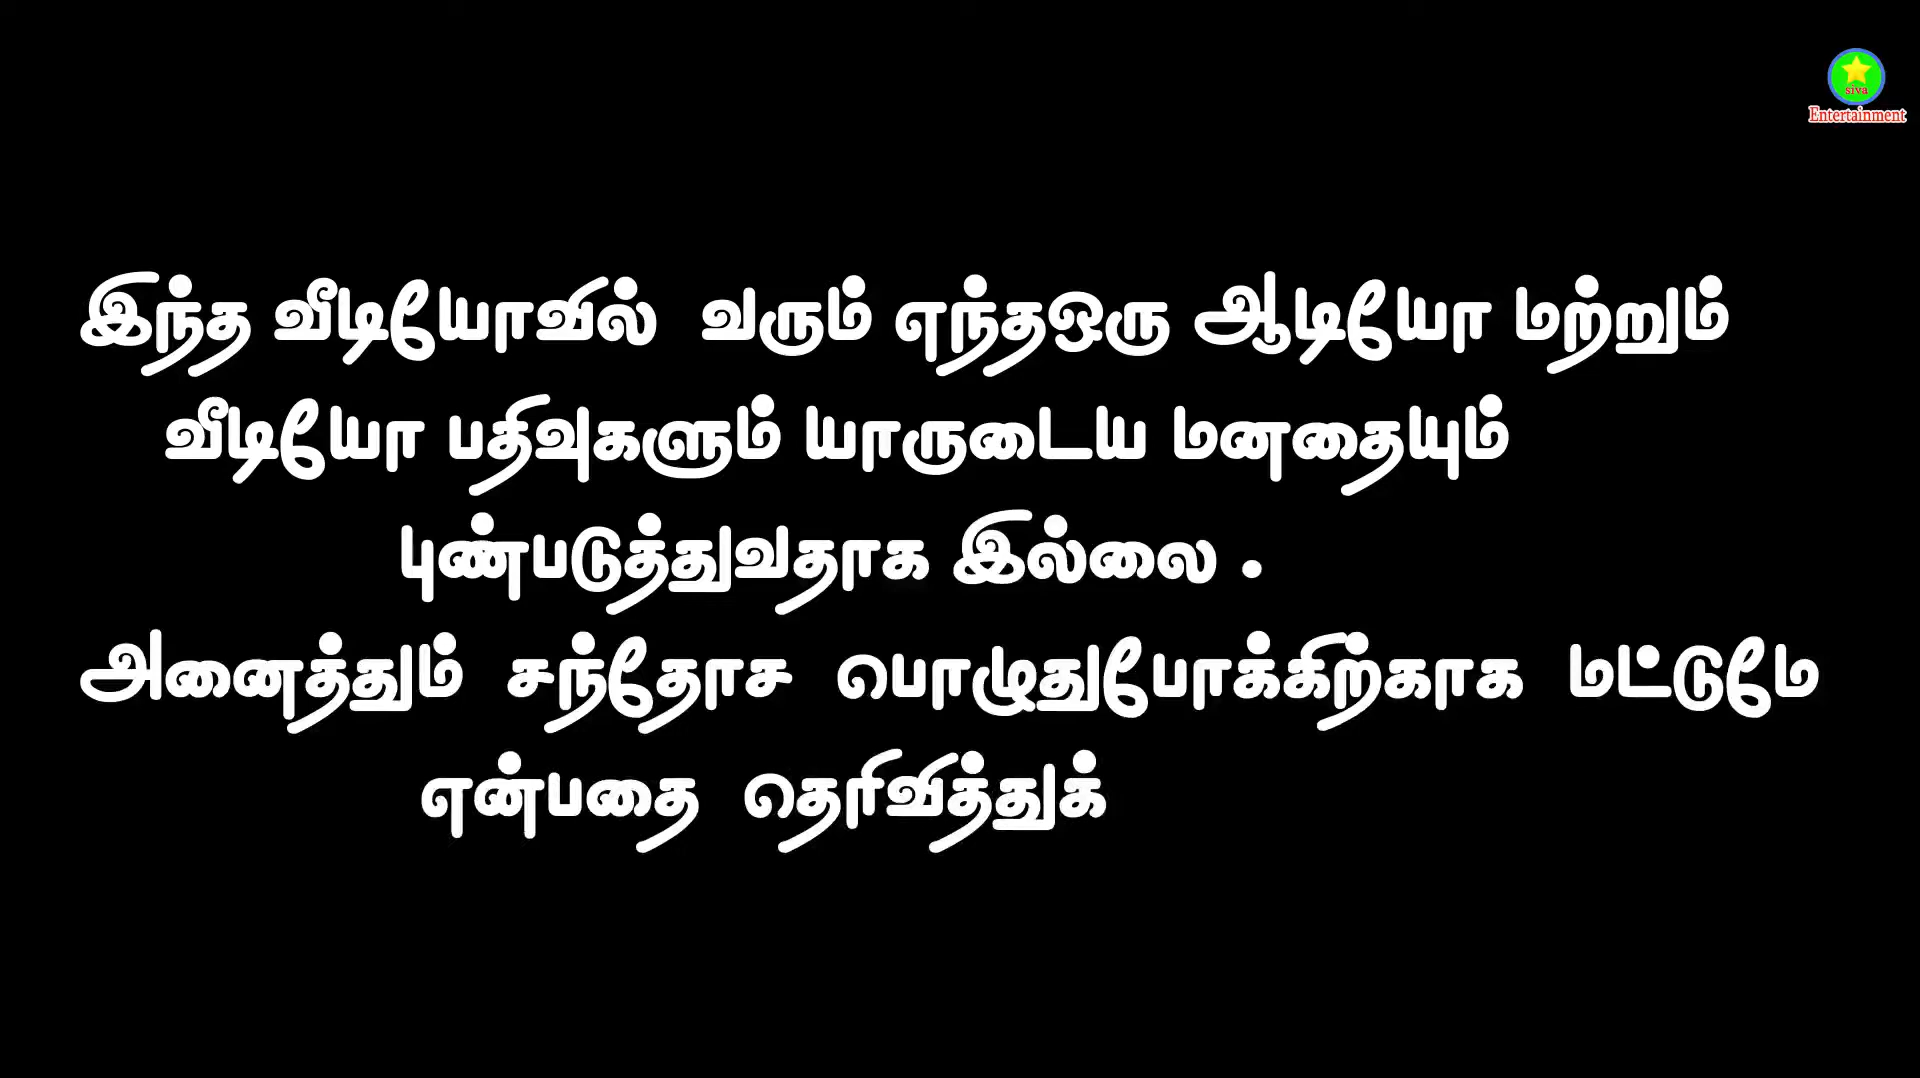 siva
Entertainment
இந்த வீடியோவில் வரும் எந்தஒரு ஆடியோ மற்றும்
வீடியோ பதிவுகளும் யாருடைய மனதையும்
புண்படுத்துவதாக இல்லை .
அனைத்தும் சந்தோச பொழுதுபோக்கிற்காக மட்டுமே
என்பதை தெரிவித்துக்